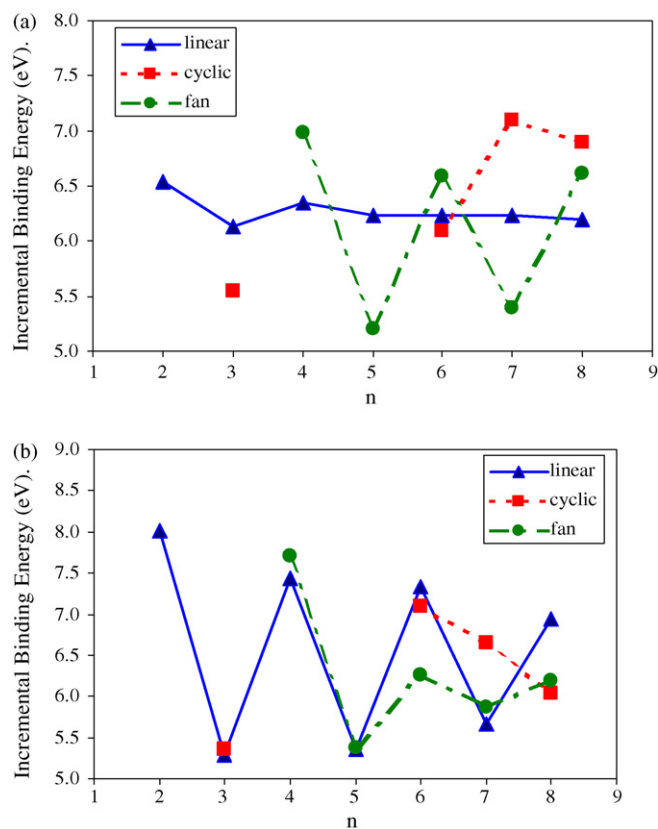 (a)
8.0
7.5
7.0
6.5
6.0
5.5
5.0
Incremental Binding Energy (eV).
linear
cyclic
fan
1 2 3 4 5 6 7 8 9
n
(b)
9.0
8.5
8.0
7.5
7.0
6.5
6.0
5.5
5.0
Incremental Binding Energy (eV).
linear
cyclic
fan
1 2 3 4 5 6 7 8 9
n